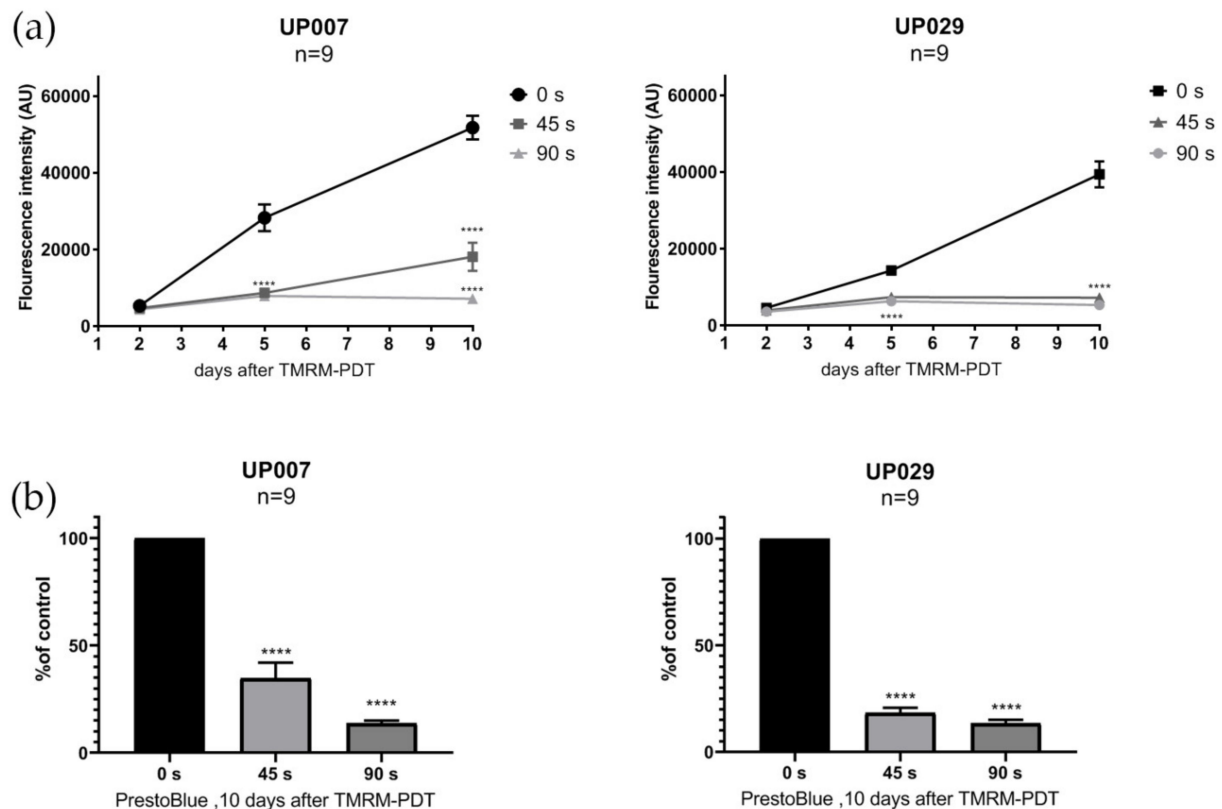 (a)
UP007
n=9
Flourescence intensity (AU)
60000
40000
20000
0
1 2 3 4 5 6 7 8 9 10
days after TMRM-PDT
0 s
45 s
90 s
****
****
****
UP029
n=9
Flourescence intensity (AU)
60000
40000
20000
0
1 2 3 4 5 6 7 8 9 10
days after TMRM-PDT
0 s
45 s
90 s
****
****
(b)
UP007
n=9
%of control
100
50
0
****
****
0 s 45 s 90 s
PrestoBlue ,10 days after TMRM-PDT
UP029
n=9
%of control
100
50
0
****
****
0 s 45 s 90 s
PrestoBlue ,10 days after TMRM-PDT